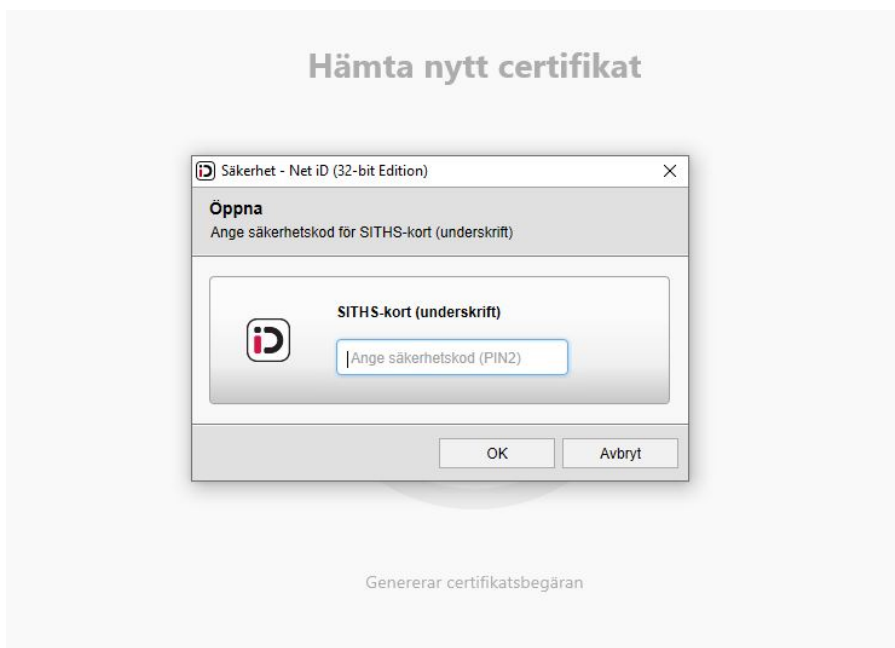 Hämta nytt certifikat
Säkerhet - Net iD (32-bit Edition)
Öppna
Ange säkerhetskod för SITHS-kort (underskrift)
SITHS-kort (underskrift)
Ange säkerhetskod (PIN2)
OK
Avbryt
Genererar certifikatsbegäran